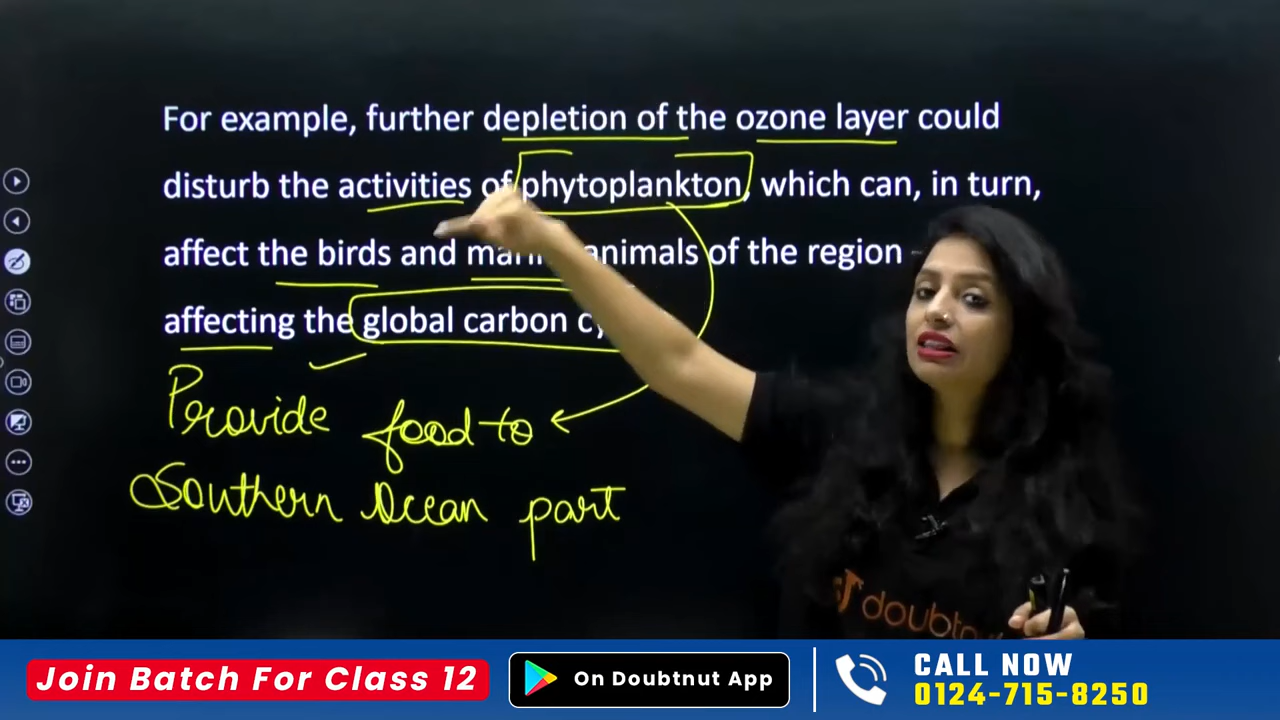 For example, further depletion of the ozone layer could
disturb the activities of phytoplankton, which can, in turn,
affect the birds and animals of the region
affecting the global carbon
Provide food to
Southern Ocean part
doubtnu
Join Batch For Class 12
On Doubtnut App
CALL NOW
0124-715-8250